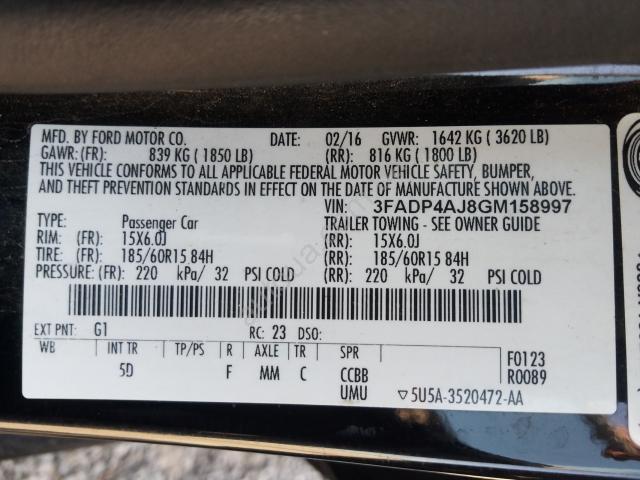 MFD. BY FORD MOTOR CO. DATE: 02/16 GVWR: 1642 KG ( 3620 LB)
GAWR: (FR): 839 KG ( 1850 LB) (RR): 816 KG ( 1800 LB)
THIS VEHICLE CONFORMS TO ALL APPLICABLE FEDERAL MOTOR VEHICLE SAFETY, BUMPER,
AND THEFT PREVENTION STANDARDS IN EFFECT ON THE DATE OF MANUFACTURE SHOWN ABOVE.
VIN: 3FADP4AJ8GM158997
TYPE: Passenger Car TRAILER TOWING - SEE OWNER GUIDE
RIM: (FR): 15X6.0J (RR): 15X6.0J
TIRE: (FR): 185/60R15 84H (RR): 185/60R15 84H
PRESSURE: (FR): 220 kPa/ 32 PSI COLD (RR): 220 kPa/ 32 PSI COLD
EXT PNT: G1 RC: 23 DSO:
WB INT TR TP/PS R AXLE TR SPR F0123
5D F MM C CCBB R0089
UMU ▽5U5A-3520472-AA